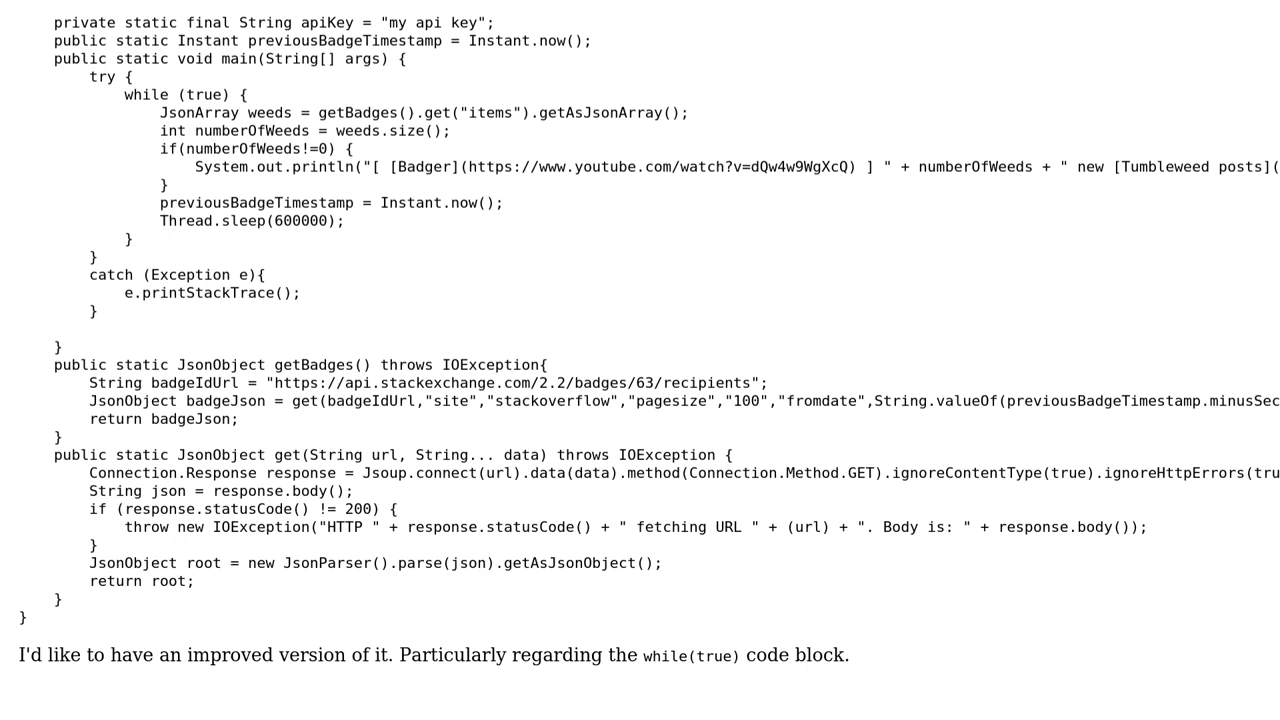 private static final String apiKey = "my api key";
public static Instant previousBadgeTimestamp = Instant.now();
public static void main(String[] args) {
try {
while (true) {
JsonArray weeds = getBadges().get("items").getAsJsonArray();
int numberOfWeeds = weeds.size();
if(numberOfWeeds!=0) {
System.out.println("[ [Badger](https://www.youtube.com/watch?v=dQw4w9WgXcQ) ] " + numberOfWeeds + " new [Tumbleweed posts](
}
previousBadgeTimestamp = Instant.now();
Thread.sleep(600000);
}
}
catch (Exception e){
e.printStackTrace();
}
}
public static JsonObject getBadges() throws IOException{
String badgeIdUrl = "https://api.stackexchange.com/2.2/badges/63/recipients";
JsonObject badgeJson = get(badgeIdUrl,"site","stackoverflow","pagesize","100","fromdate",String.valueOf(previousBadgeTimestamp.minusSec
return badgeJson;
}
public static JsonObject get(String url, String... data) throws IOException {
Connection.Response response = Jsoup.connect(url).data(data).method(Connection.Method.GET).ignoreContentType(true).ignoreHttpErrors(tru
String json = response.body();
if (response.statusCode() != 200) {
throw new IOException("HTTP " + response.statusCode() + " fetching URL " + (url) + ". Body is: " + response.body());
}
JsonObject root = new JsonParser().parse(json).getAsJsonObject();
return root;
}
}
I'd like to have an improved version of it. Particularly regarding the while(true) code block.